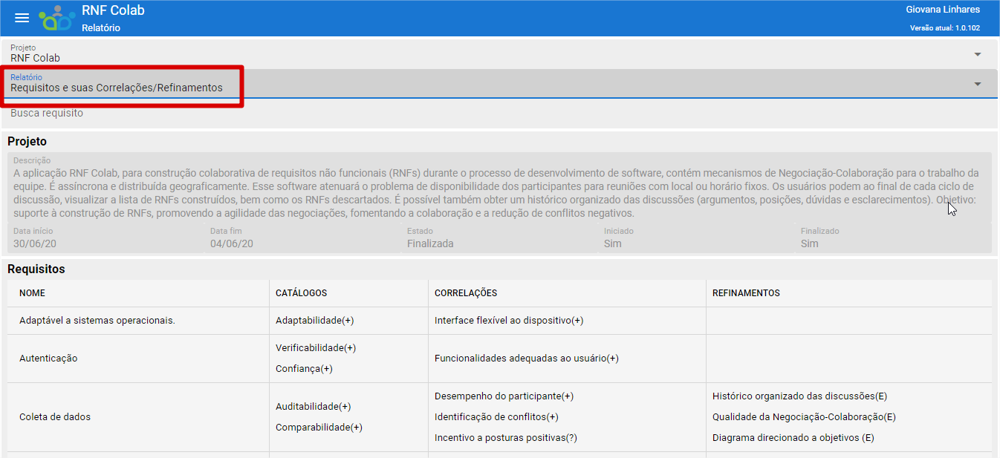 RNF Colab
Relatório
Giovana Linhares
Versão atual: 1.0.102
Projeto
RNF Colab
Relatório
Requisitos e suas Correlações/Refinamentos
Busca requisito
Projeto
Descrição
A aplicação RNF Colab, para construção colaborativa de requisitos não funcionais (RNFs) durante o processo de desenvolvimento de software, contém mecanismos de Negociação-Colaboração para o trabalho da
equipe. É assíncrona e distribuída geograficamente. Esse software atenuará o problema de disponibilidade dos participantes para reuniões com local ou horário fixos. Os usuários podem ao final de cada ciclo de
discussão, visualizar a lista de RNFs construídos, bem como os RNFs descartados. É possível também obter um histórico organizado das discussões (argumentos, posições, dúvidas e esclarecimentos). Objetivo:
suporte à construção de RNFs, promovendo a agilidade das negociações, fomentando a colaboração e a redução de conflitos negativos.
Data início Data fim Estado Iniciado Finalizado
30/06/20 04/06/20 Finalizada Sim Sim
Requisitos
NOME CATÁLOGOS CORRELAÇÕES REFINAMENTOS
Adaptável a sistemas operacionais. Adaptabilidade(+) Interface flexível ao dispositivo(+)
Autenticação
Verificabilidade(+)
Confiança(+)
Funcionalidades adequadas ao usuário(+)
Coleta de dados
Auditabilidade(+)
Comparabilidade(+)
Desempenho do participante(+)
Identificação de conflitos(+)
Incentivo a posturas positivas(?)
Histórico organizado das discussões(E)
Qualidade da Negociação-Colaboração(E)
Diagrama direcionado a objetivos (E)